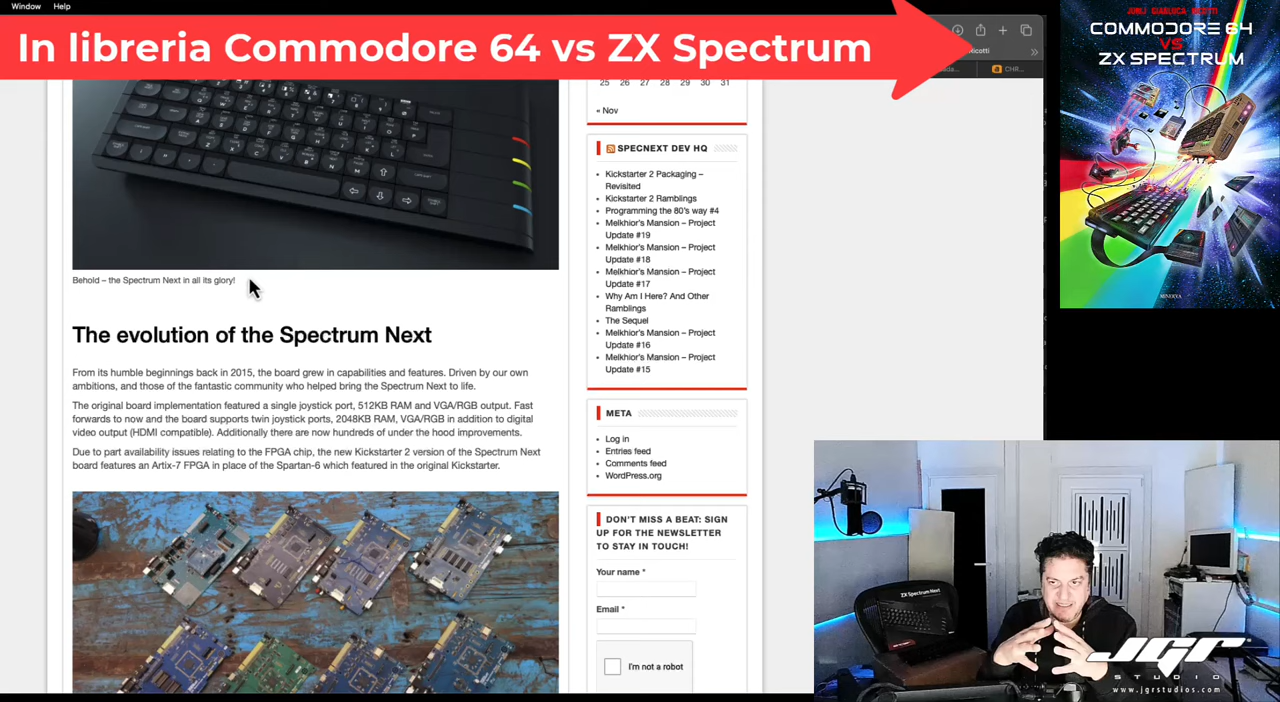 Window Help
In libreria Commodore 64 vs ZX Spectrum
icotti
CHR...
COMMODORE 64
VS
ZX SPECTRUM
MINERVA
25 26 27 28 29 30 31
« Nov
SPECNEXT DEV HQ
Kickstarter 2 Packaging –
Revisited
Kickstarter 2 Ramblings
Programming the 80's way #4
Melkhior's Mansion – Project
Update #19
Melkhior's Mansion – Project
Update #18
Melkhior's Mansion – Project
Update #17
Why Am I Here? And Other
Ramblings
The Sequel
Melkhior's Mansion – Project
Update #16
Melkhior's Mansion – Project
Update #15
META
Log in
Entries feed
Comments feed
WordPress.org
DON'T MISS A BEAT: SIGN
UP FOR THE NEWSLETTER
TO STAY IN TOUCH!
Your name *
Email *
I'm not a robot
Behold – the Spectrum Next in all its glory!
The evolution of the Spectrum Next
From its humble beginnings back in 2015, the board grew in capabilities and features. Driven by our own
ambitions, and those of the fantastic community who helped bring the Spectrum Next to life.
The original board implementation featured a single joystick port, 512KB RAM and VGA/RGB output. Fast
forwards to now and the board supports twin joystick ports, 2048KB RAM, VGA/RGB in addition to digital
video output (HDMI compatible). Additionally there are now hundreds of under the hood improvements.
Due to part availability issues relating to the FPGA chip, the new Kickstarter 2 version of the Spectrum Next
board features an Artix-7 FPGA in place of the Spartan-6 which featured in the original Kickstarter.
ZX Spectrum Next
JGR
STUDIO
www.jgrstudios.com